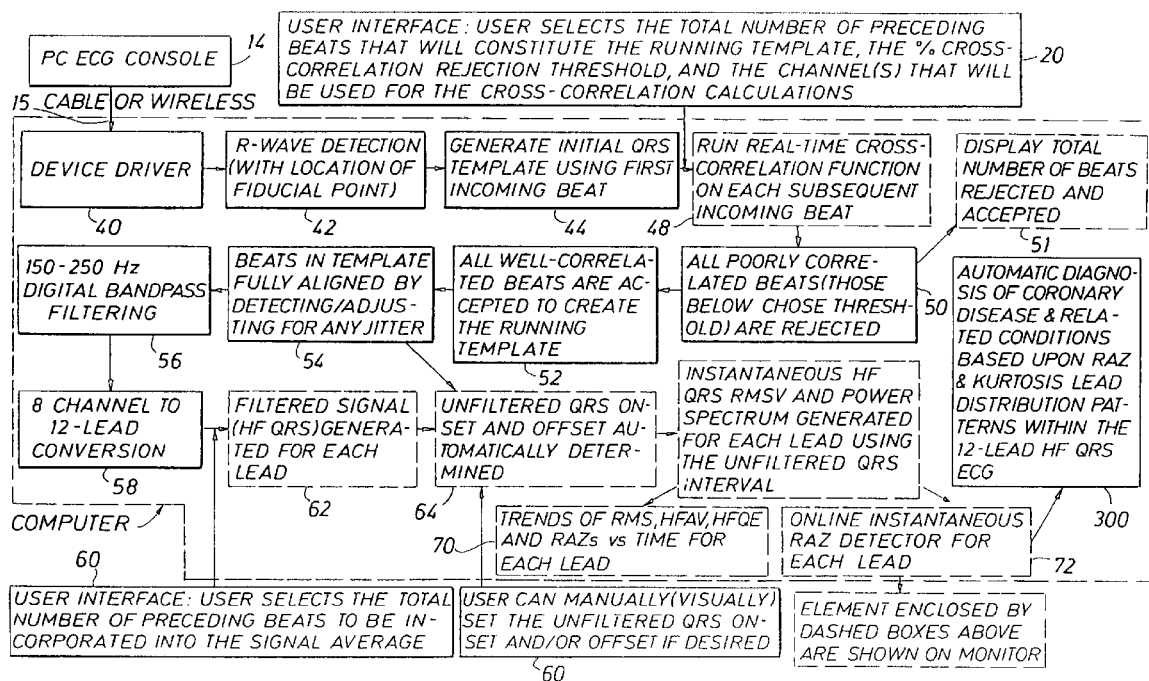 PC ECG CONSOLE
14
USER INTERFACE: USER SELECTS THE TOTAL NUMBER OF PRECEDING
BEATS THAT WILL CONSTITUTE THE RUNNING TEMPLATE, THE % CROSS-
CORRELATION REJECTION THRESHOLD, AND THE CHANNEL(S) THAT WILL
BE USED FOR THE CROSS-CORRELATION CALCULATIONS
20
15
CABLE OR WIRELESS
DEVICE DRIVER
40
R-WAVE DETECTION
(WITH LOCATION OF
FIDUCIAL POINT)
42
GENERATE INITIAL QRS
TEMPLATE USING FIRST
INCOMING BEAT
44
RUN REAL-TIME CROSS-
CORRELATION FUNCTION
ON EACH SUBSEQUENT
INCOMING BEAT
48
DISPLAY TOTAL
NUMBER OF BEATS
REJECTED AND
ACCEPTED
51
150-250 Hz
DIGITAL BANDPASS
FILTERING
56
BEATS IN TEMPLATE
FULLY ALIGNED BY
DETECTING/ADJUS-
TING FOR ANY JITTER
54
ALL WELL-CORRELA-
TED BEATS ARE AC-
CEPTED TO CREATE
THE RUNNING
TEMPLATE
52
ALL POORLY CORRE-
LATED BEATS (THOSE
BELOW CHOSE THRESH-
OLD) ARE REJECTED
50
AUTOMATIC DIAGNO-
SIS OF CORONARY
DISEASE & RELA-
TED CONDITIONS
BASED UPON RAZ
& KURTOSIS LEAD
DISTRIBUTION PAT-
TERNS WITHIN THE
12-LEAD HF QRS
ECG
300
8 CHANNEL TO
12-LEAD
CONVERSION
58
FILTERED SIGNAL
(HF QRS) GENERA-
TED FOR EACH
LEAD
62
UNFILTERED QRS ON-
SET AND OFFSET AU-
TOMATICALLY DETER-
MINED
64
INSTANTANEOUS HF
QRS RMSV AND POWER
SPECTRUM GENERATED
FOR EACH LEAD USING
THE UNFILTERED QRS
INTERVAL
COMPUTER
60
70
TRENDS OF RMS, HFAV, HFQE
AND RAZs vs TIME FOR
EACH LEAD
ONLINE INSTANTANEOUS
RAZ DETECTOR FOR
EACH LEAD
72
USER INTERFACE: USER SELECTS THE TOTAL
NUMBER OF PRECEDING BEATS TO BE IN-
CORPORATED INTO THE SIGNAL AVERAGE
USER CAN MANUALLY (VISUALLY)
SET THE UNFILTERED QRS ON-
SET AND/OR OFFSET IF DESIRED
60
ELEMENT ENCLOSED BY
DASHED BOXES ABOVE
ARE SHOWN ON MONITOR